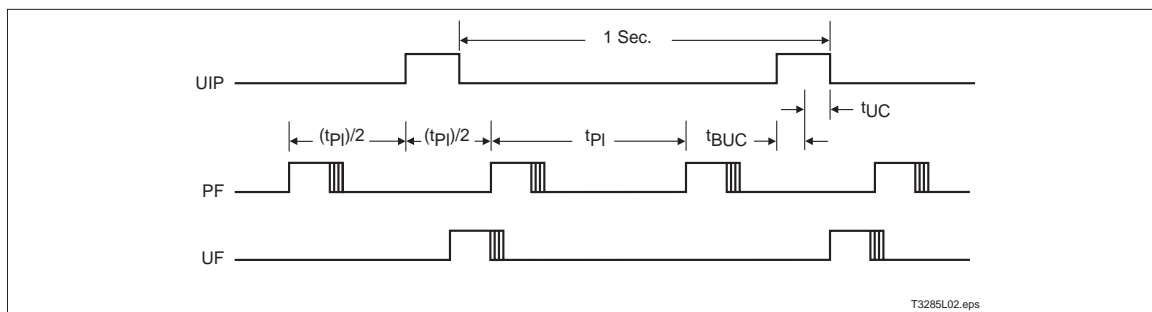 1 Sec.
UIP
tUC
(tPI)/2
(tPI)/2
tPI
tBUC
PF
UF
T3285L02.eps